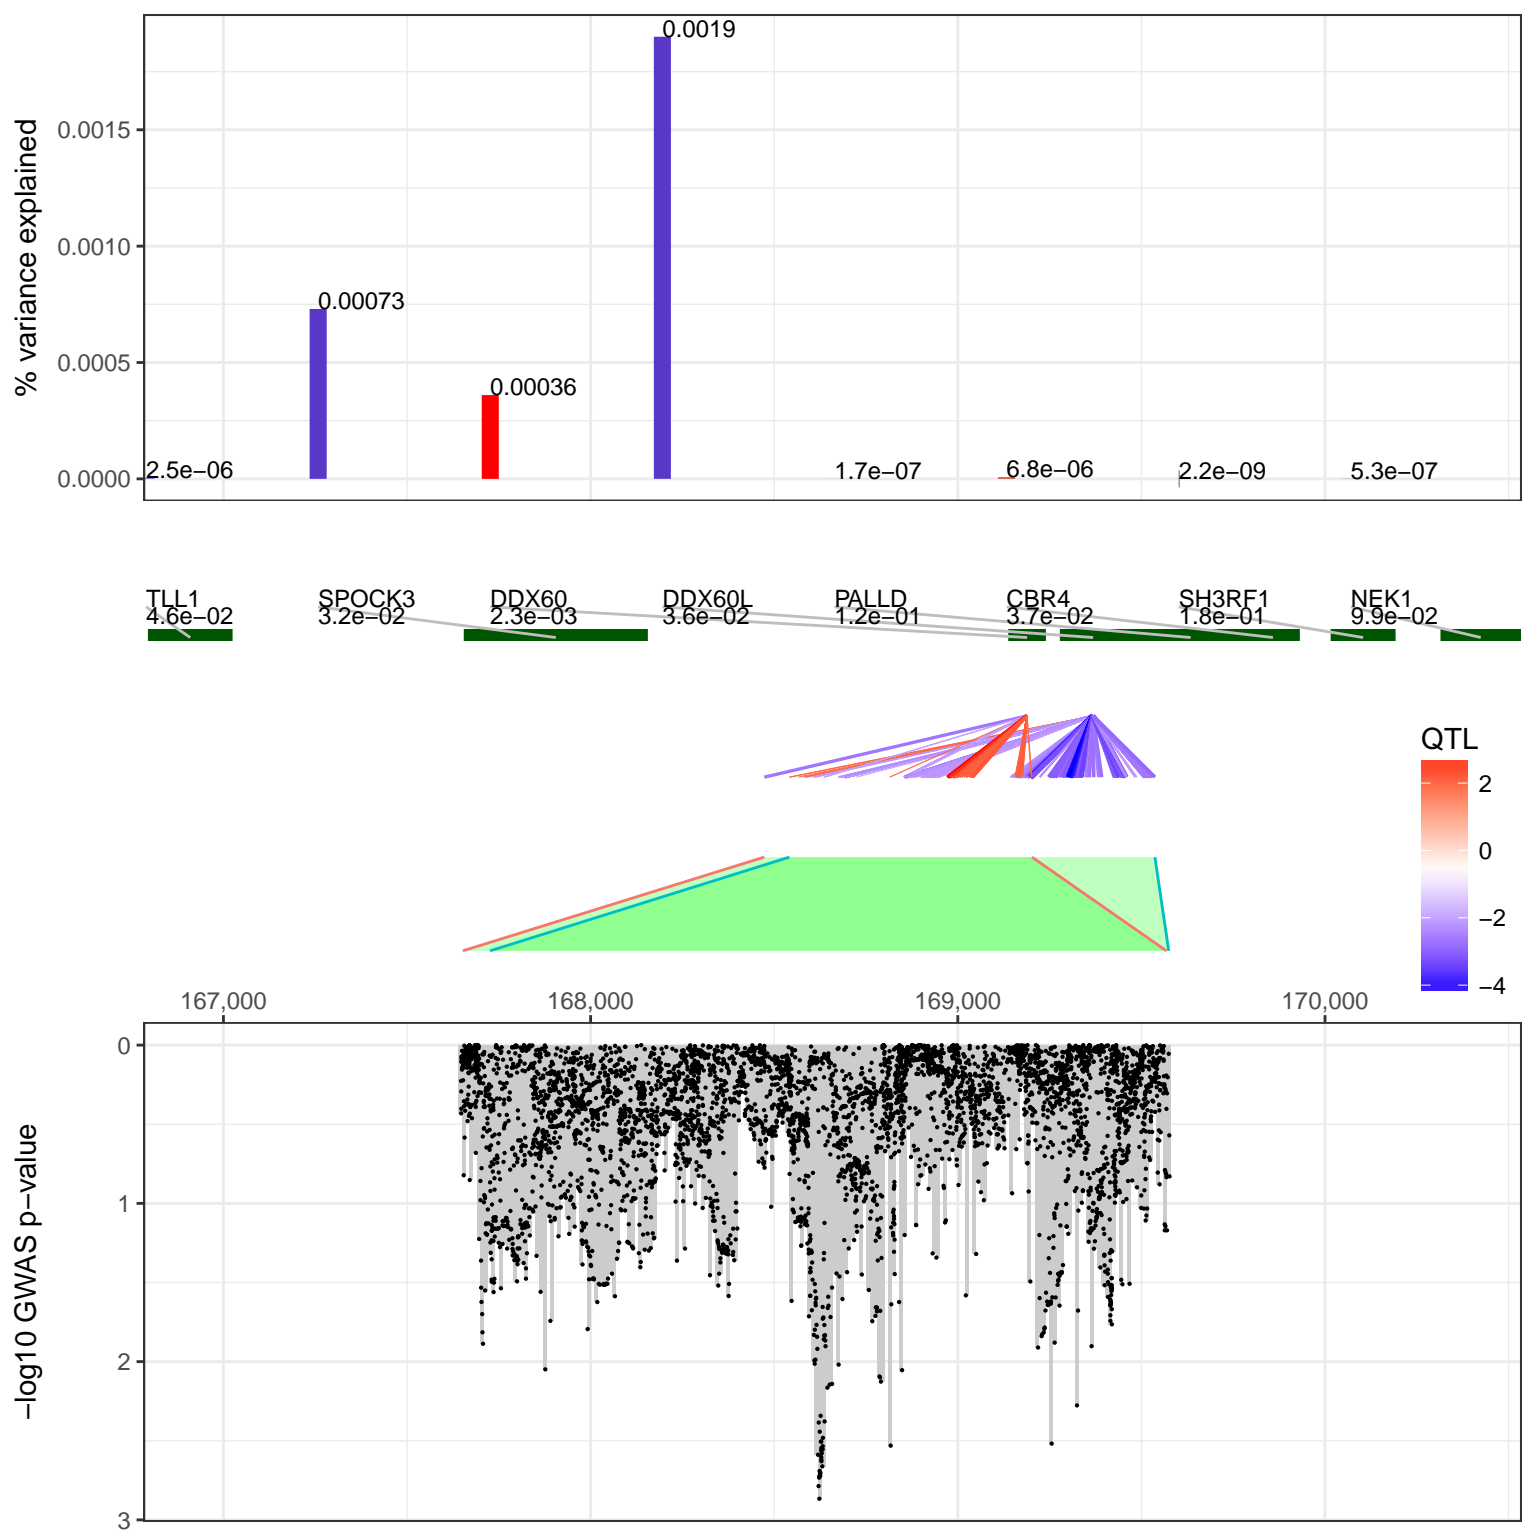 % variance explained
0.0015
0.0010
0.0005
0.0000
2.5e−06
0.00073
0.00036
0.0019
1.7e−07
6.8e−06
2.2e−09
5.3e−07
TLL1
4.6e−02
SPOCK3
3.2e−02
DDX60
2.3e−03
DDX60L
3.6e−02
PALLD
1.2e−01
CBR4
3.7e−02
SH3RF1
1.8e−01
NEK1
9.9e−02
QTL
2
0
−2
−4
167,000
168,000
169,000
170,000
−log10 GWAS p−value
0
1
2
3